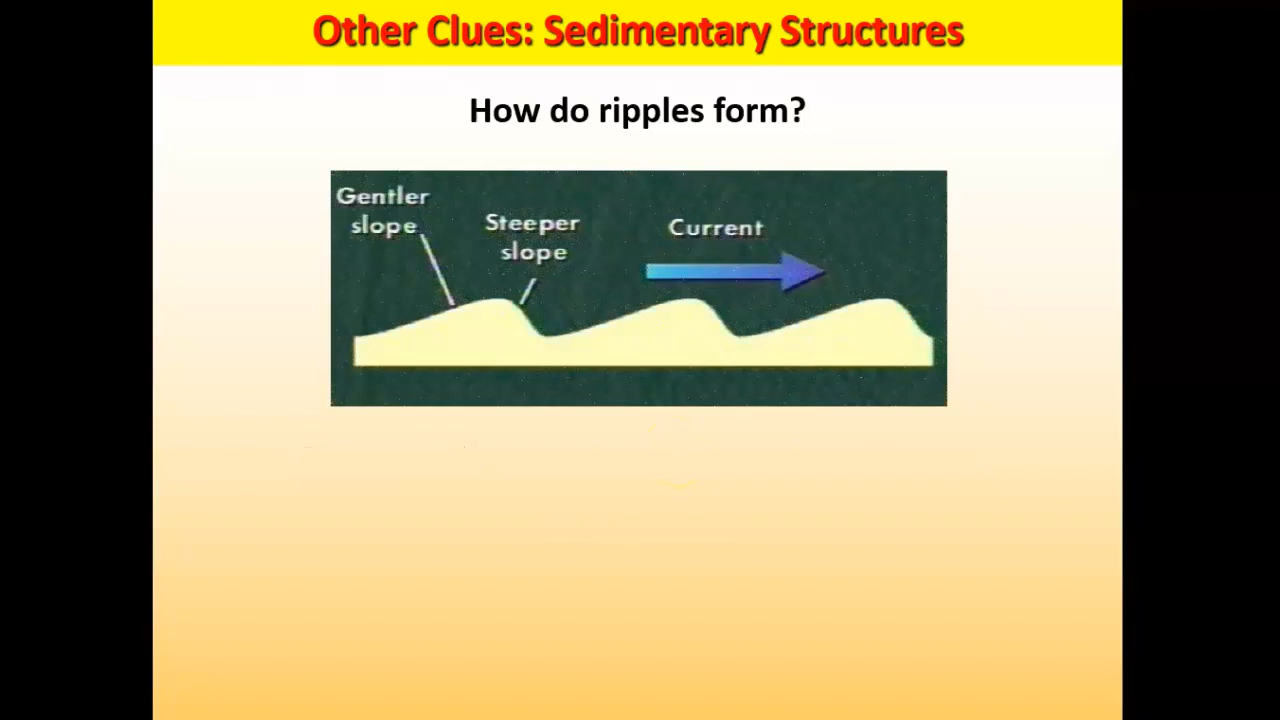 Other Clues: Sedimentary Structures
How do ripples form?
Gentler
slope
Steeper
slope
Current